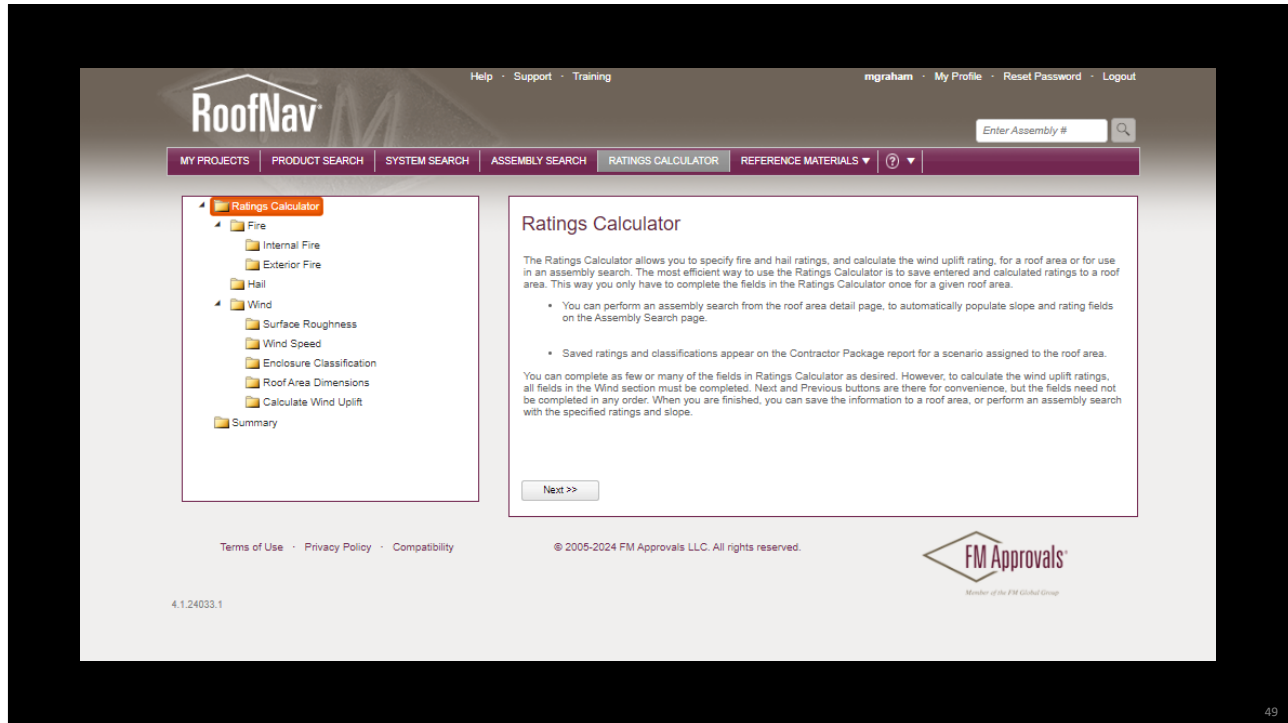 Help · Support · Training
mgraham · My Profile · Reset Password · Logout
RoofNav
Enter Assembly #
MY PROJECTS PRODUCT SEARCH SYSTEM SEARCH ASSEMBLY SEARCH RATINGS CALCULATOR REFERENCE MATERIALS ▼ ? ▼
Ratings Calculator
Fire
Internal Fire
Exterior Fire
Hail
Wind
Surface Roughness
Wind Speed
Enclosure Classification
Roof Area Dimensions
Calculate Wind Uplift
Summary
Ratings Calculator
The Ratings Calculator allows you to specify fire and hail ratings, and calculate the wind uplift rating, for a roof area or for use
in an assembly search. The most efficient way to use the Ratings Calculator is to save entered and calculated ratings to a roof
area. This way you only have to complete the fields in the Ratings Calculator once for a given roof area.
• You can perform an assembly search from the roof area detail page, to automatically populate slope and rating fields
on the Assembly Search page.
• Saved ratings and classifications appear on the Contractor Package report for a scenario assigned to the roof area.
You can complete as few or many of the fields in Ratings Calculator as desired. However, to calculate the wind uplift ratings,
all fields in the Wind section must be completed. Next and Previous buttons are there for convenience, but the fields need not
be completed in any order. When you are finished, you can save the information to a roof area, or perform an assembly search
with the specified ratings and slope.
Next >>
Terms of Use · Privacy Policy · Compatibility
© 2005-2024 FM Approvals LLC. All rights reserved.
FM Approvals®
Member of the FM Global Group
4.1.24033.1
49